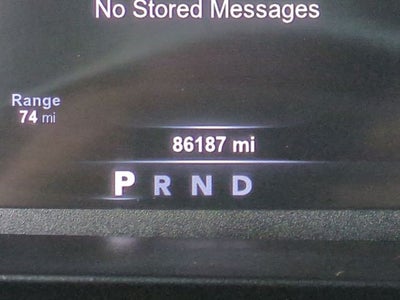 No Stored Messages
Range
74 mi
86187 mi
P R N D